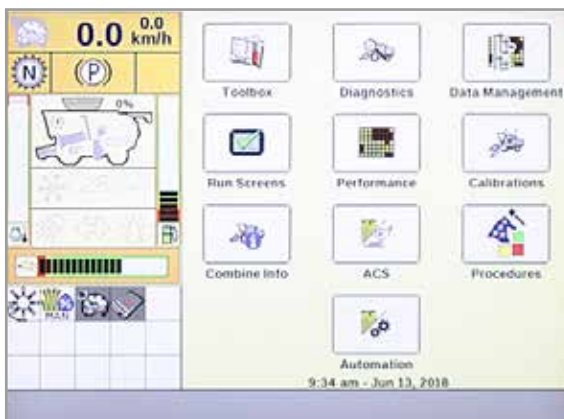 0.0 0.0 km/h
N (P)
0%
MAN
Toolbox
Diagnostics
Data Management
Run Screens
Performance
Calibrations
Combine Info
ACS
Procedures
Automation
9:34 am - Jun 13, 2018